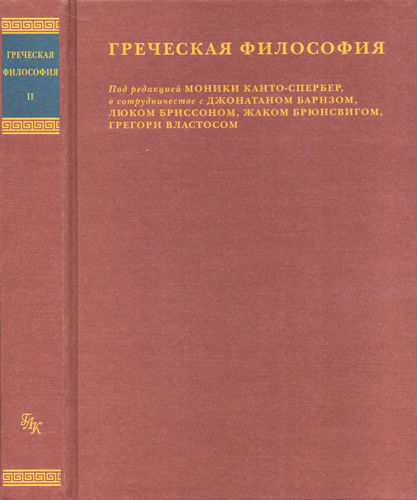 ГРЕЧЕСКАЯ
ФИЛОСОФИЯ
II
ГЛК
ГРЕЧЕСКАЯ ФИЛОСОФИЯ
Под редакцией МОНИКИ КАНТО-СПЕРБЕР,
в сотрудничестве с ДЖОНАТАНОМ БАРНЗОМ,
ЛЮКОМ БРИССОНОМ, ЖАКОМ БРЮНСВИГОМ,
ГРЕГОРИ ВЛАСТОСОМ